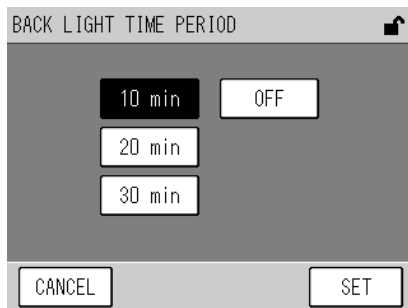 BACK LIGHT TIME PERIOD
10 min OFF
20 min
30 min
CANCEL SET